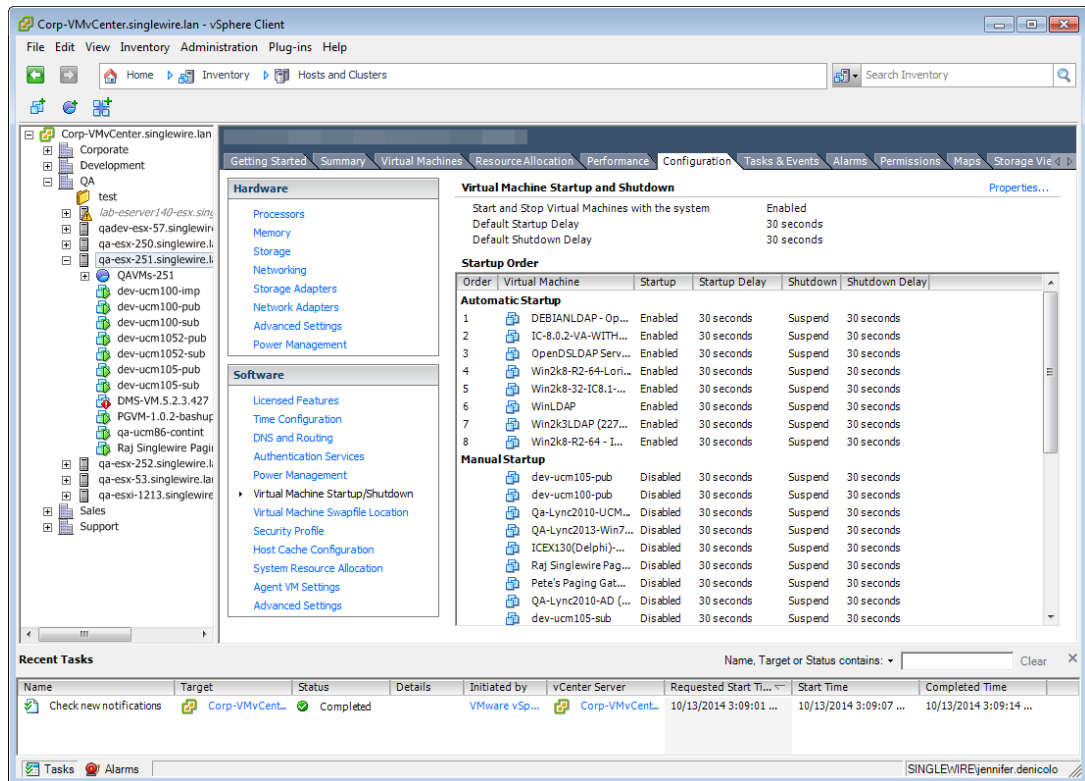 Corp-VMvCenter.singlewire.lan - vSphere Client
File Edit View Inventory Administration Plug-ins Help
Home Inventory Hosts and Clusters
Search Inventory
Corp-VMvCenter.singlewire.lan
Corporate
Development
QA
test
lab-eserver140-esx.sing
qadev-esx-57.singlewire
qa-esx-250.singlewire.la
qa-esx-251.singlewire.la
QAVMs-251
dev-ucm100-imp
dev-ucm100-pub
dev-ucm100-sub
dev-ucm1052-pub
dev-ucm1052-sub
dev-ucm105-pub
dev-ucm105-sub
DMS-VM.5.2.3.427
PGVM-1.0.2-bashup
qa-ucm86-contint
Raj Singlewire Pagi
qa-esx-252.singlewire.la
qa-esx-53.singlewire.lan
qa-esxi-1213.singlewire
Sales
Support
Getting Started Summary Virtual Machines Resource Allocation Performance Configuration Tasks & Events Alarms Permissions Maps Storage Vie
Hardware
Processors
Memory
Storage
Networking
Storage Adapters
Network Adapters
Advanced Settings
Power Management
Software
Licensed Features
Time Configuration
DNS and Routing
Authentication Services
Power Management
Virtual Machine Startup/Shutdown
Virtual Machine Swapfile Location
Security Profile
Host Cache Configuration
System Resource Allocation
Agent VM Settings
Advanced Settings
Virtual Machine Startup and Shutdown Properties...
Start and Stop Virtual Machines with the system Enabled
Default Startup Delay 30 seconds
Default Shutdown Delay 30 seconds
Startup Order
Order Virtual Machine Startup Startup Delay Shutdown Shutdown Delay
Automatic Startup
1 DEBIANLDAP - Op... Enabled 30 seconds Suspend 30 seconds
2 IC-8.0.2-VA-WITH... Enabled 30 seconds Suspend 30 seconds
3 OpenDSLDAP Serv... Enabled 30 seconds Suspend 30 seconds
4 Win2k8-R2-64-Lori... Enabled 30 seconds Suspend 30 seconds
5 Win2k8-32-IC8.1-... Enabled 30 seconds Suspend 30 seconds
6 WinLDAP Enabled 30 seconds Suspend 30 seconds
7 Win2k3LDAP (227... Enabled 30 seconds Suspend 30 seconds
8 Win2k8-R2-64 - I... Enabled 30 seconds Suspend 30 seconds
Manual Startup
dev-ucm105-pub Disabled 30 seconds Suspend 30 seconds
dev-ucm100-pub Disabled 30 seconds Suspend 30 seconds
Qa-Lync2010-UCM... Disabled 30 seconds Suspend 30 seconds
QA-Lync2013-Win7... Disabled 30 seconds Suspend 30 seconds
ICEX130(Delphi)-... Disabled 30 seconds Suspend 30 seconds
Raj Singlewire Pag... Disabled 30 seconds Suspend 30 seconds
Pete's Paging Gat... Disabled 30 seconds Suspend 30 seconds
QA-Lync2010-AD (... Disabled 30 seconds Suspend 30 seconds
dev-ucm105-sub Disabled 30 seconds Suspend 30 seconds
Recent Tasks Name, Target or Status contains: Clear
Name Target Status Details Initiated by vCenter Server Requested Start Ti... Start Time Completed Time
Check new notifications Corp-VMvCent... Completed VMware vSp... Corp-VMvCent... 10/13/2014 3:09:01 ... 10/13/2014 3:09:07 ... 10/13/2014 3:09:14 ...
Tasks Alarms SINGLEWIRE\jennifer.denicolo